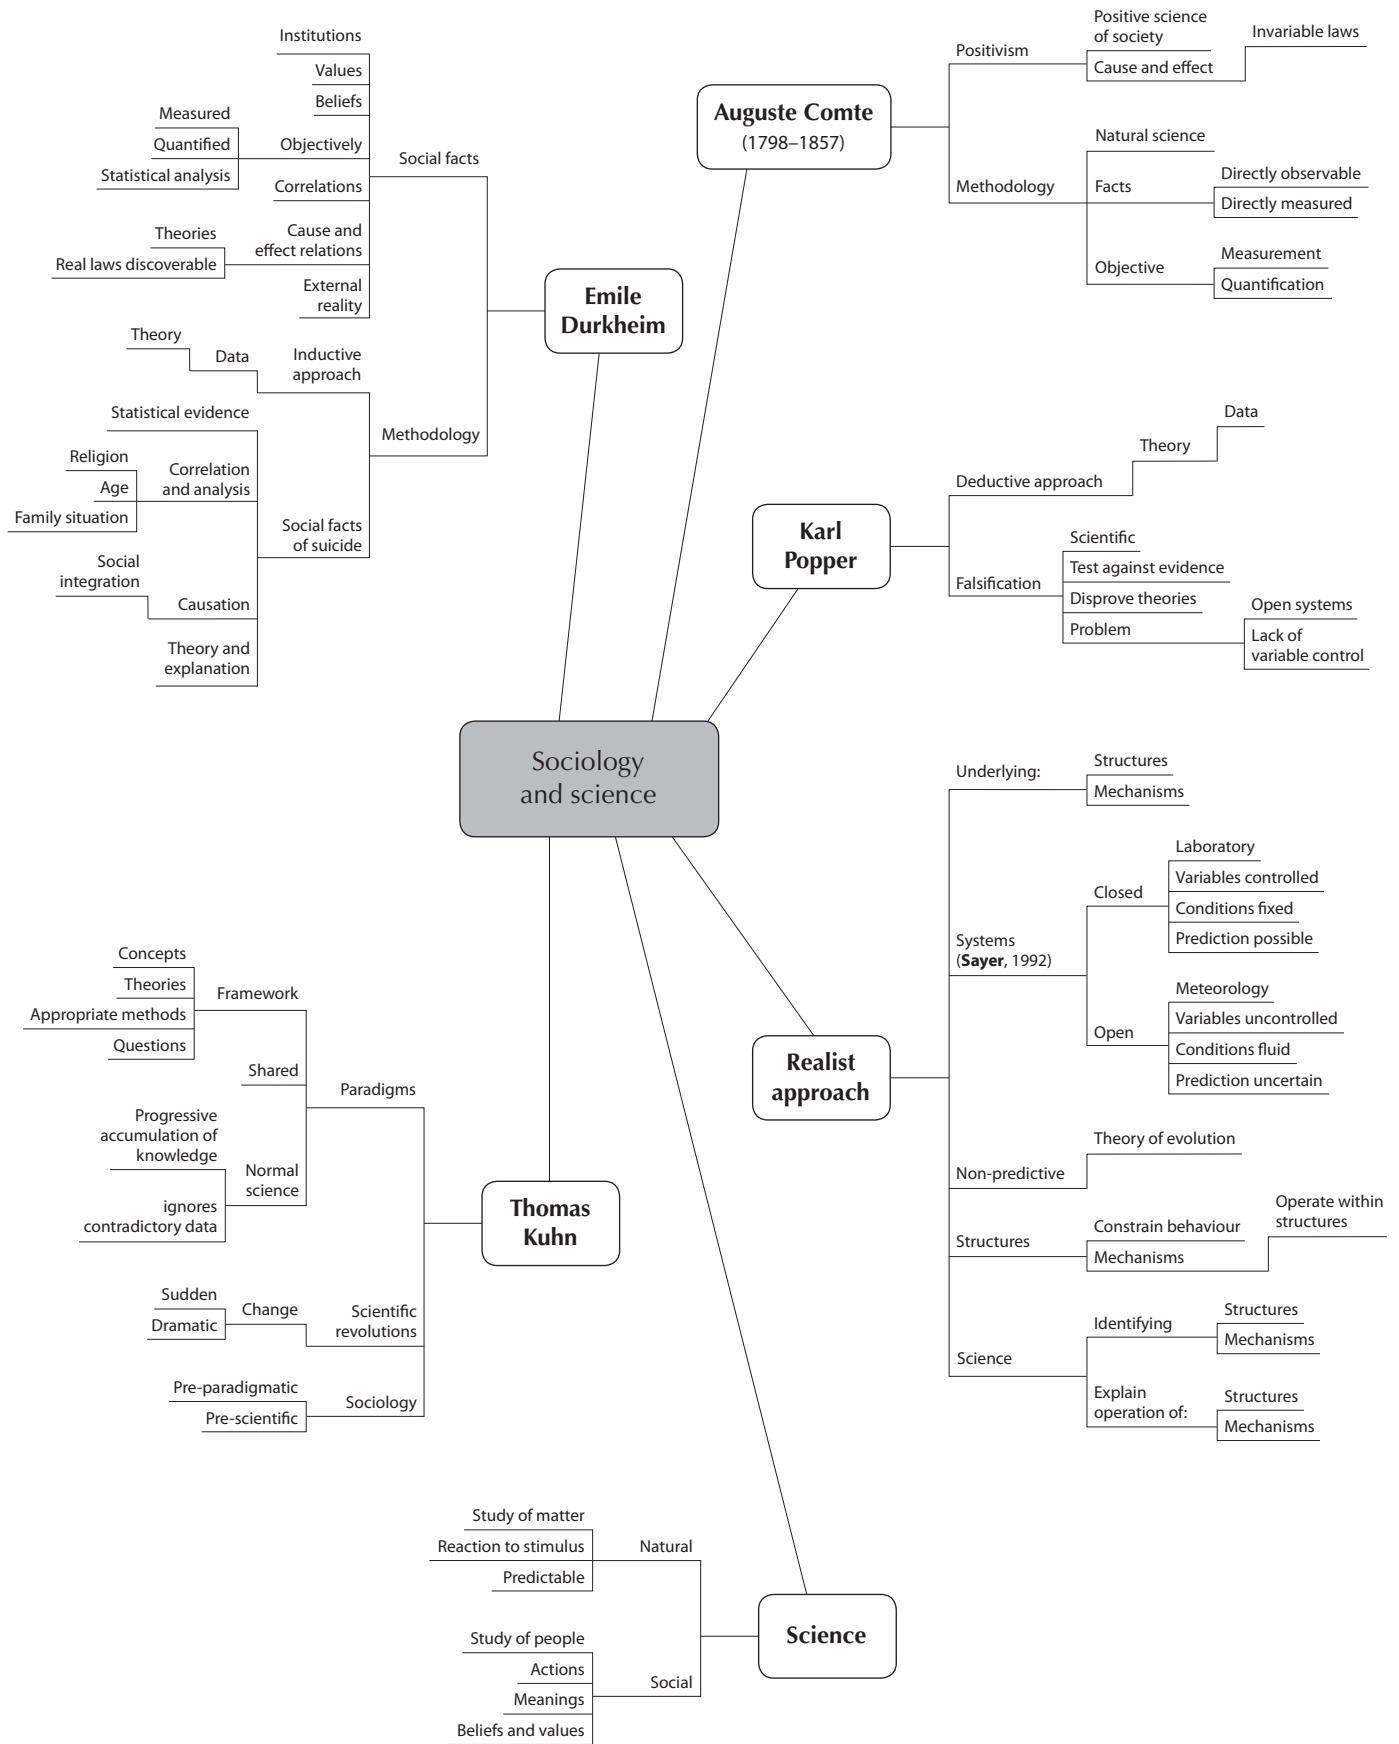 Sociology
and science
Auguste Comte
(1798–1857)
Positivism
Positive science
of society
Cause and effect
Invariable laws
Methodology
Natural science
Facts
Directly observable
Directly measured
Objective
Measurement
Quantification
Emile
Durkheim
Social facts
Institutions
Values
Beliefs
Objectively
Measured
Quantified
Statistical analysis
Correlations
Cause and
effect relations
Theories
Real laws discoverable
External
reality
Methodology
Inductive
approach
Data
Theory
Social facts
of suicide
Statistical evidence
Correlation
and analysis
Religion
Age
Family situation
Causation
Social
integration
Theory and
explanation
Karl
Popper
Deductive approach
Theory
Data
Falsification
Scientific
Test against evidence
Disprove theories
Problem
Open systems
Lack of
variable control
Realist
approach
Underlying:
Structures
Mechanisms
Systems
(Sayer, 1992)
Closed
Laboratory
Variables controlled
Conditions fixed
Prediction possible
Open
Meteorology
Variables uncontrolled
Conditions fluid
Prediction uncertain
Non-predictive
Theory of evolution
Structures
Constrain behaviour
Mechanisms
Operate within
structures
Science
Identifying
Structures
Mechanisms
Explain
operation of:
Structures
Mechanisms
Thomas
Kuhn
Paradigms
Framework
Concepts
Theories
Appropriate methods
Questions
Shared
Normal
science
Progressive
accumulation of
knowledge
ignores
contradictory data
Scientific
revolutions
Change
Sudden
Dramatic
Sociology
Pre-paradigmatic
Pre-scientific
Science
Natural
Study of matter
Reaction to stimulus
Predictable
Social
Study of people
Actions
Meanings
Beliefs and values